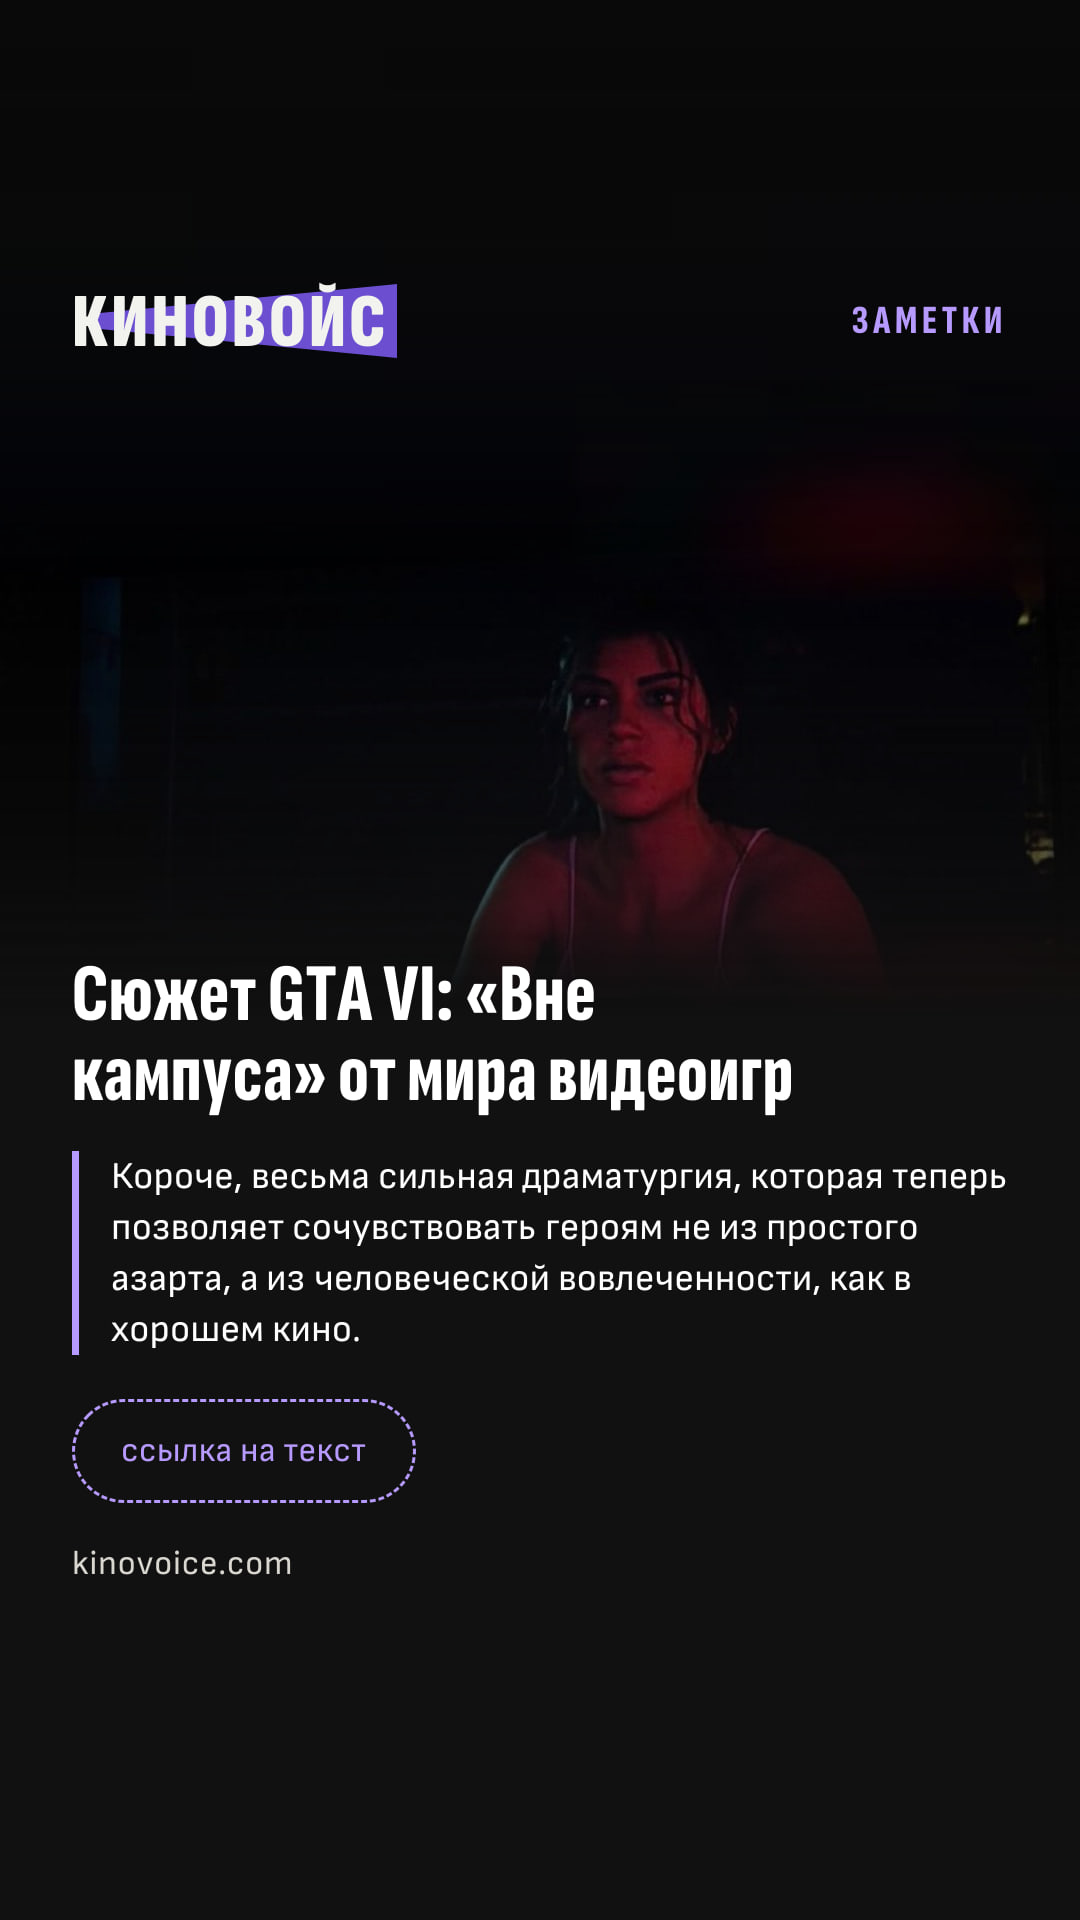 КИНОВОЙС
ЗАМЕТКИ
Сюжет GTA VI: «Вне
кампуса» от мира видеоигр
Короче, весьма сильная драматургия, которая теперь
позволяет сочувствовать героям не из простого
азарта, а из человеческой вовлеченности, как в
хорошем кино.
ссылка на текст
kinovoice.com